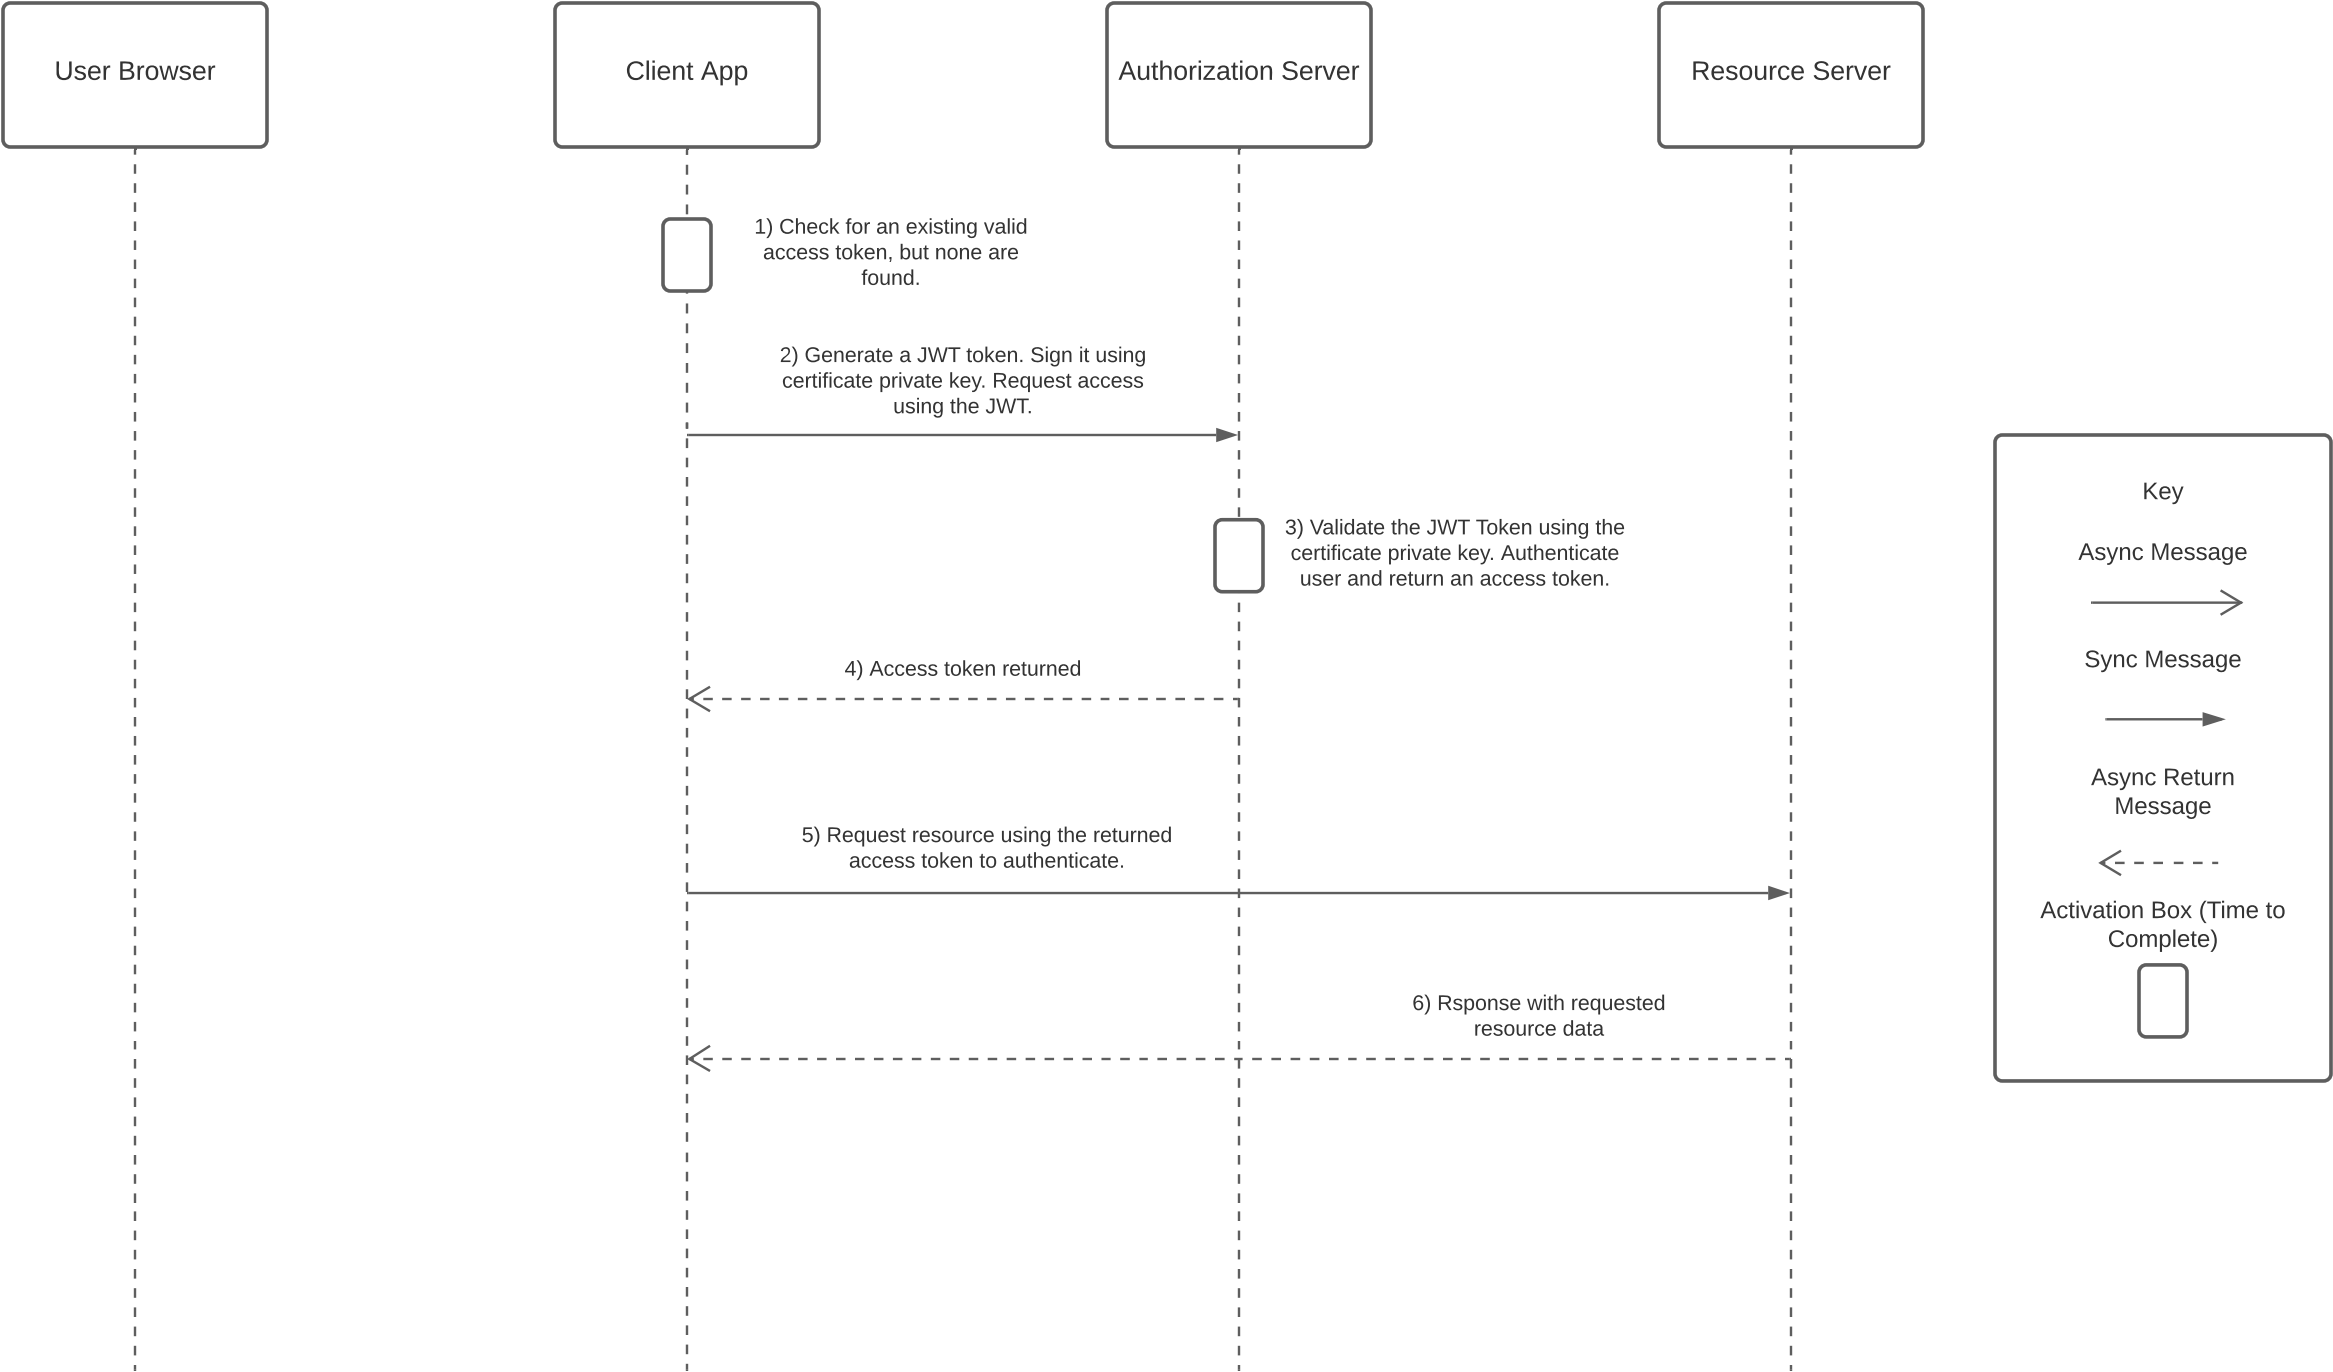 User Browser
Client App
Authorization Server
Resource Server
1) Check for an existing valid
access token, but none are
found.
2) Generate a JWT token. Sign it using
certificate private key. Request access
using the JWT.
3) Validate the JWT Token using the
certificate private key. Authenticate
user and return an access token.
4) Access token returned
5) Request resource using the returned
access token to authenticate.
6) Rsponse with requested
resource data
Key
Async Message
Sync Message
Async Return
Message
Activation Box (Time to
Complete)